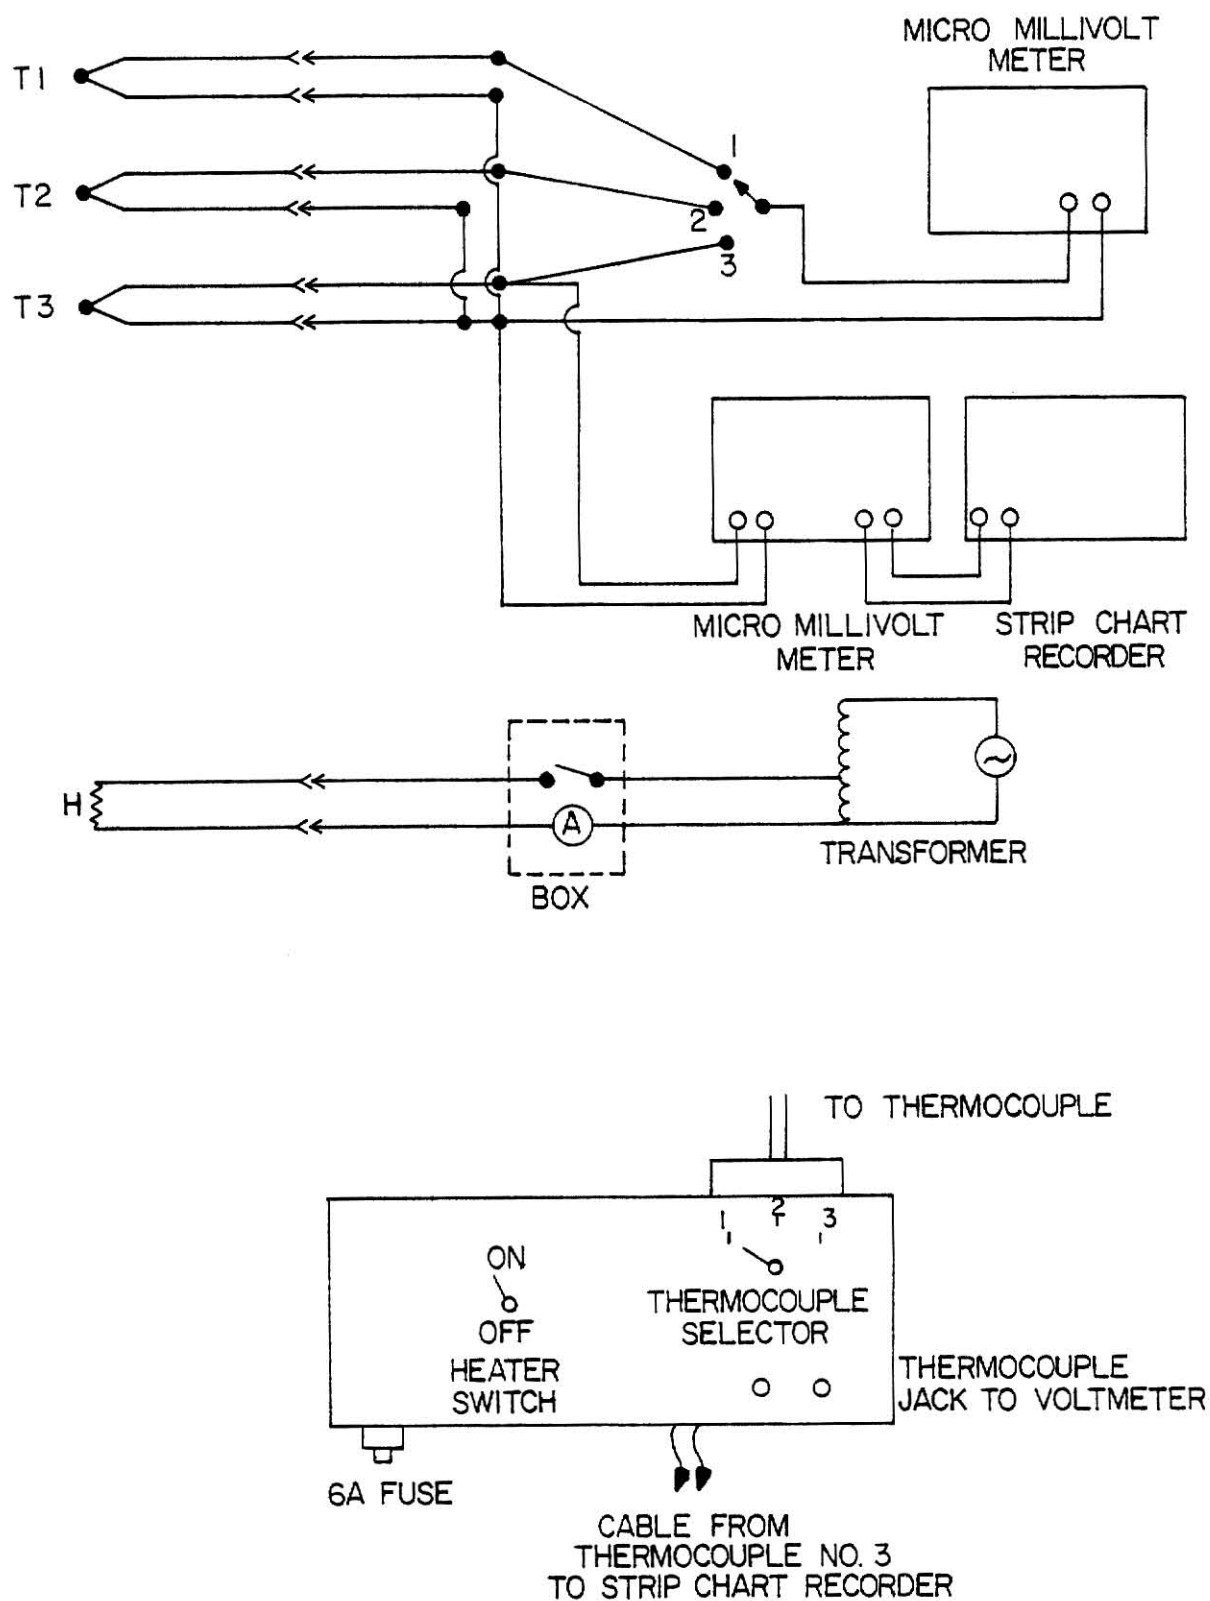 MICRO MILLIVOLT
METER
T1
T2
T3
1
2
3
MICRO MILLIVOLT
METER
STRIP CHART
RECORDER
H
A
BOX
TRANSFORMER
TO THERMOCOUPLE
1 2 3
ON
OFF
HEATER
SWITCH
THERMOCOUPLE
SELECTOR
THERMOCOUPLE
JACK TO VOLTMETER
6A FUSE
CABLE FROM
THERMOCOUPLE NO. 3
TO STRIP CHART RECORDER